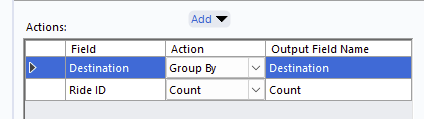 Add
Actions:
Field Action Output Field Name
Destination Group By Destination
Ride ID Count Count